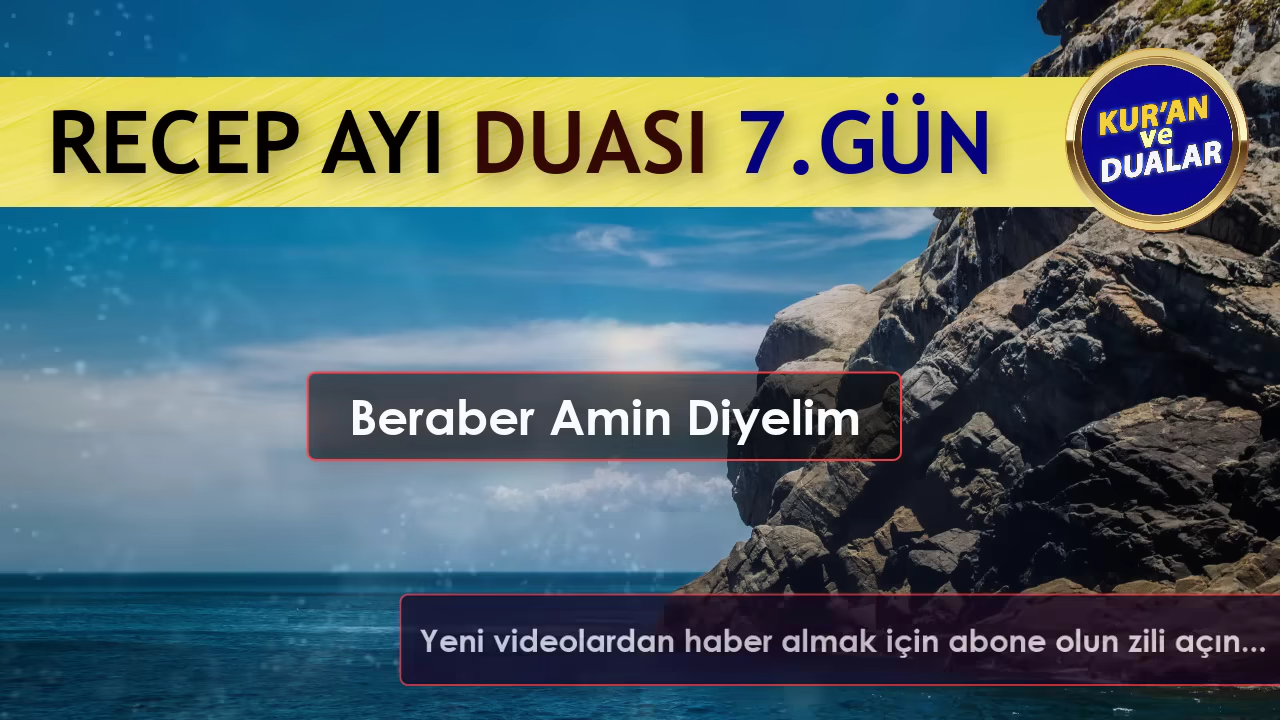 RECEP AYI DUASI 7.GÜN
KUR'AN
ve
DUALAR
Beraber Amin Diyelim
Yeni videolardan haber almak için abone olun zili açın...